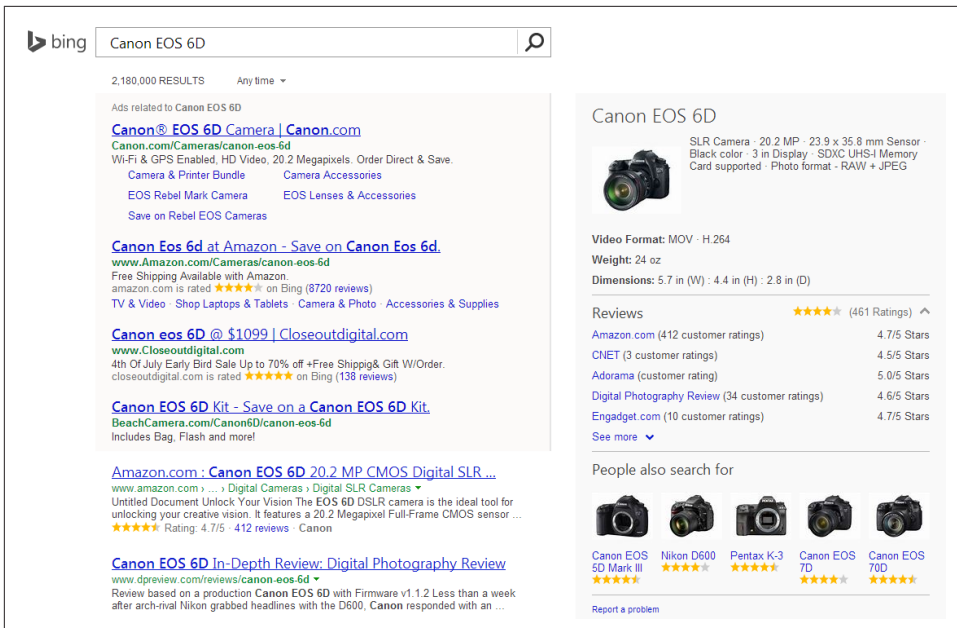 bing
Canon EOS 6D
2,180,000 RESULTS Any time
Ads related to Canon EOS 6D
Canon® EOS 6D Camera | Canon.com
Canon.com/Cameras/canon-eos-6d
Wi-Fi & GPS Enabled, HD Video, 20.2 Megapixels. Order Direct & Save.
Camera & Printer Bundle Camera Accessories
EOS Rebel Mark Camera EOS Lenses & Accessories
Save on Rebel EOS Cameras
Canon Eos 6d at Amazon - Save on Canon Eos 6d.
www.Amazon.com/Cameras/canon-eos-6d
Free Shipping Available with Amazon.
amazon.com is rated on Bing (8720 reviews)
TV & Video · Shop Laptops & Tablets · Camera & Photo · Accessories & Supplies
Canon eos 6D @ $1099 | Closeoutdigital.com
www.Closeoutdigital.com
4th Of July Early Bird Sale Up to 70% off +Free Shippig& Gift W/Order.
closeoutdigital.com is rated on Bing (138 reviews)
Canon EOS 6D Kit - Save on a Canon EOS 6D Kit.
BeachCamera.com/Canon6D/canon-eos-6d
Includes Bag, Flash and more!
Amazon.com : Canon EOS 6D 20.2 MP CMOS Digital SLR ...
www.amazon.com › ... › Digital Cameras › Digital SLR Cameras
Untitled Document Unlock Your Vision The EOS 6D DSLR camera is the ideal tool for
unlocking your creative vision. It features a 20.2 Megapixel Full-Frame CMOS sensor ...
Rating: 4.7/5 · 412 reviews · Canon
Canon EOS 6D In-Depth Review: Digital Photography Review
www.dpreview.com/reviews/canon-eos-6d
Review based on a production Canon EOS 6D with Firmware v1.1.2 Less than a week
after arch-rival Nikon grabbed headlines with the D600, Canon responded with an ...
Canon EOS 6D
SLR Camera · 20.2 MP · 23.9 x 35.8 mm Sensor ·
Black color · 3 in Display · SDXC UHS-I Memory
Card supported · Photo format - RAW + JPEG
Video Format: MOV · H.264
Weight: 24 oz
Dimensions: 5.7 in (W) : 4.4 in (H) : 2.8 in (D)
Reviews (461 Ratings)
Amazon.com (412 customer ratings) 4.7/5 Stars
CNET (3 customer ratings) 4.5/5 Stars
Adorama (customer rating) 5.0/5 Stars
Digital Photography Review (34 customer ratings) 4.6/5 Stars
Engadget.com (10 customer ratings) 4.7/5 Stars
See more
People also search for
Canon EOS 5D Mark III
Nikon D600
Pentax K-3
Canon EOS 7D
Canon EOS 70D
Report a problem